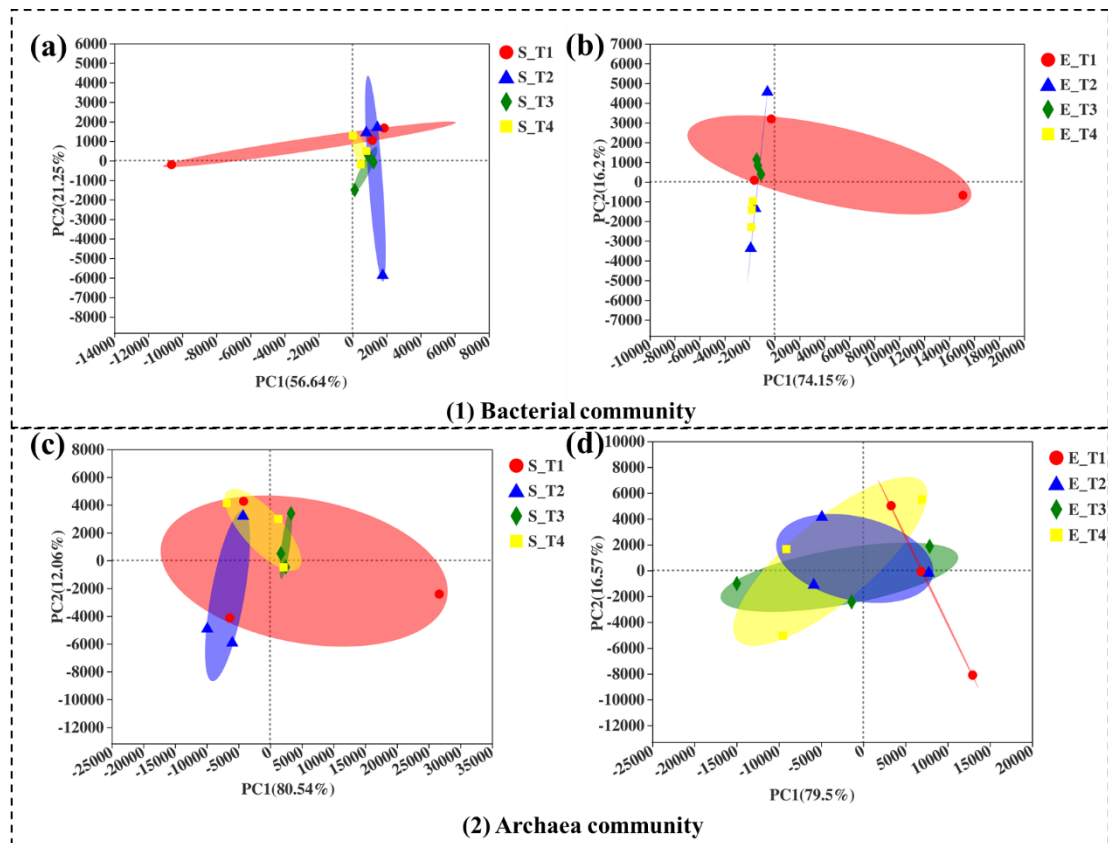 (a)
6000
5000
4000
3000
2000
1000
0
-1000
-2000
-3000
-4000
-5000
-6000
-7000
-8000
PC2(21.25%)
-14000 -12000 -10000 -8000 -6000 -4000 -2000 0 2000 4000 6000 8000
PC1(56.64%)
S_T1
S_T2
S_T3
S_T4
(b)
7000
6000
5000
4000
3000
2000
1000
0
-1000
-2000
-3000
-4000
-5000
-6000
-7000
PC2(16.2%)
-10000 -8000 -6000 -4000 -2000 0 2000 4000 6000 8000 10000 12000 14000 16000 18000 20000
PC1(74.15%)
E_T1
E_T2
E_T3
E_T4
(1) Bacterial community
(c)
8000
6000
4000
2000
0
-2000
-4000
-6000
-8000
-10000
-12000
PC2(12.06%)
-25000 -20000 -15000 -10000 -5000 0 5000 10000 15000 20000 25000 30000 35000
PC1(80.54%)
S_T1
S_T2
S_T3
S_T4
(d)
10000
8000
6000
4000
2000
0
-2000
-4000
-6000
-8000
-10000
-12000
PC2(16.57%)
-25000 -20000 -15000 -10000 -5000 0 5000 10000 15000 20000
PC1(79.5%)
E_T1
E_T2
E_T3
E_T4
(2) Archaea community